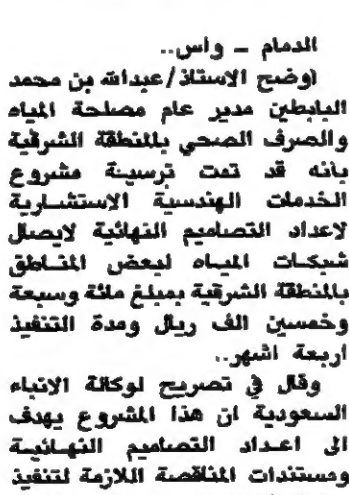 الدمام ـ واس..
اوضح الاستاذ/عبدالله بن محمد
البابطين مدير عام مصلحة المياه
والصرف الصحي بالمنطقة الشرقية
بانه قد تمت ترسية مشروع
الخدمات الهندسية الاستشارية
لاعداد التصاميم النهائية لايصال
شبكات المياه لبعض المناطق
بالمنطقة الشرقية بمبلغ مائة وسبعة
وخمسين الف ريال ومدة التنفيذ
اربعة اشهر..
وقال في تصريح لوكالة الانباء
السعودية ان هذا المشروع يهدف
الى اعداد التصاميم النهائية
ومستندات المناقصة اللازمة لتنفيذ